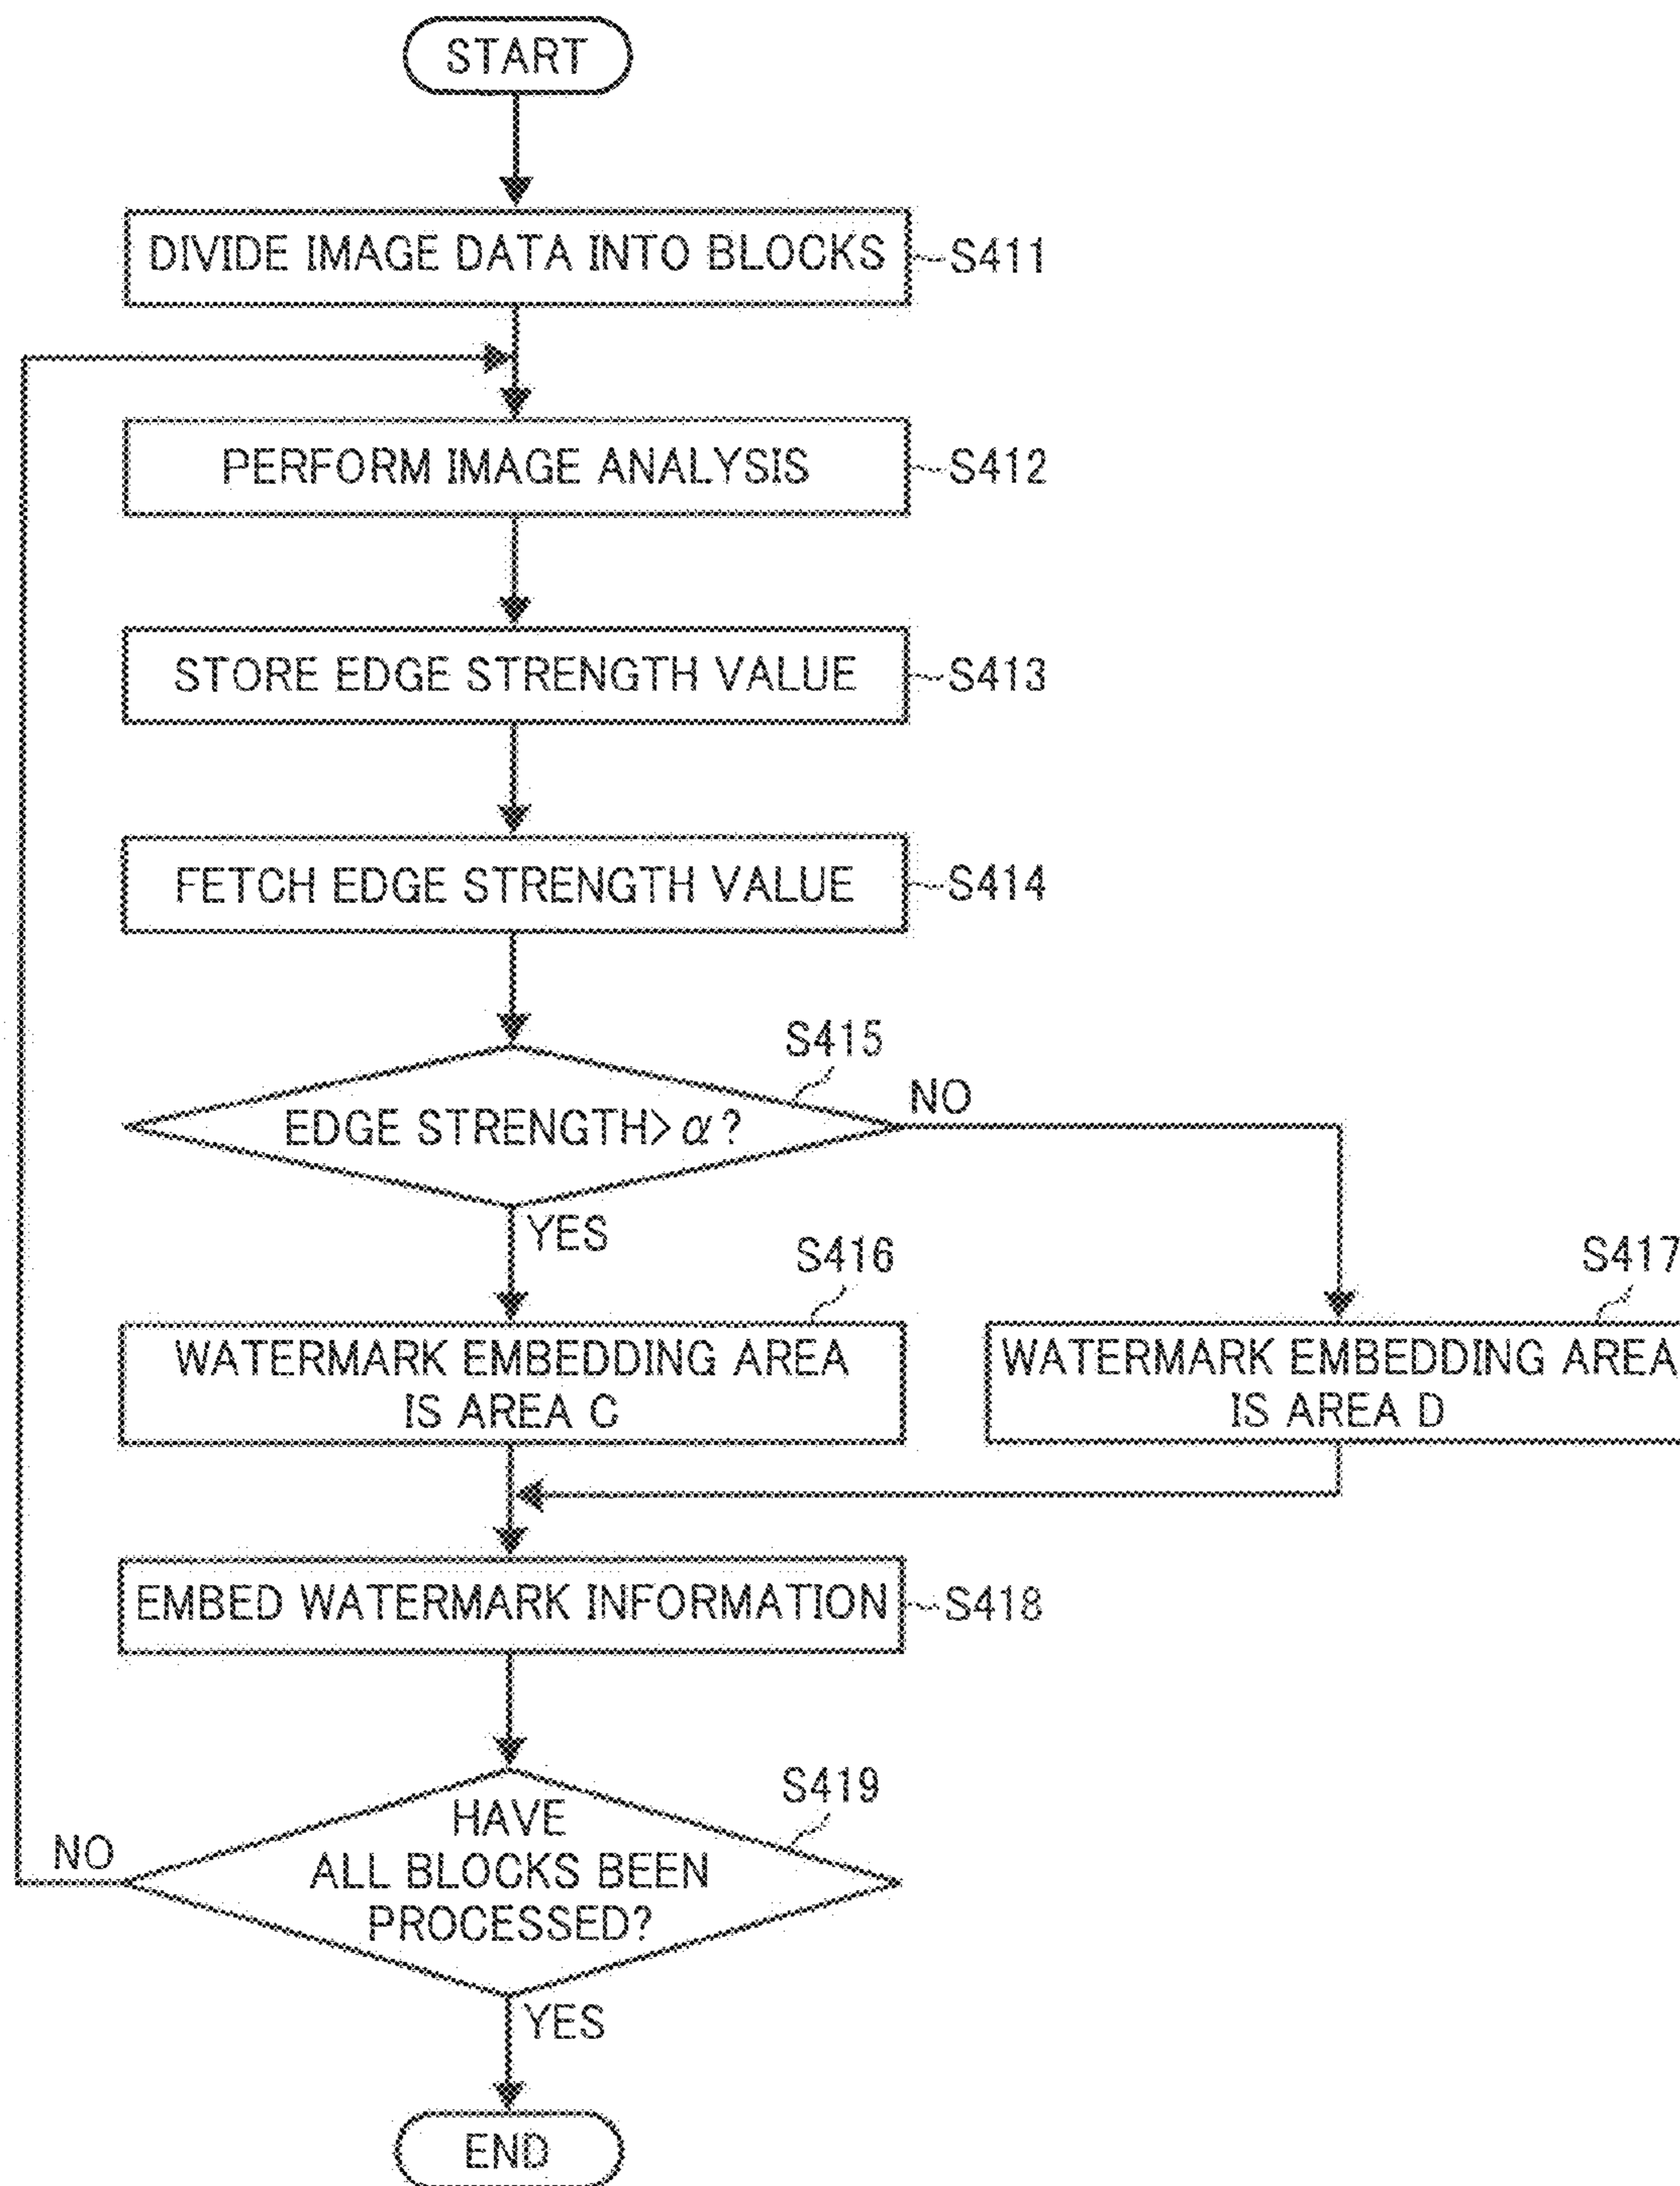 START
DIVIDE IMAGE DATA INTO BLOCKS
S411
PERFORM IMAGE ANALYSIS
S412
STORE EDGE STRENGTH VALUE
S413
FETCH EDGE STRENGTH VALUE
S414
S415
EDGE STRENGTH>α?
NO
YES
S416
WATERMARK EMBEDDING AREA
IS AREA C
S417
WATERMARK EMBEDDING AREA
IS AREA D
EMBED WATERMARK INFORMATION
S418
S419
HAVE
ALL BLOCKS BEEN
PROCESSED?
NO
YES
END